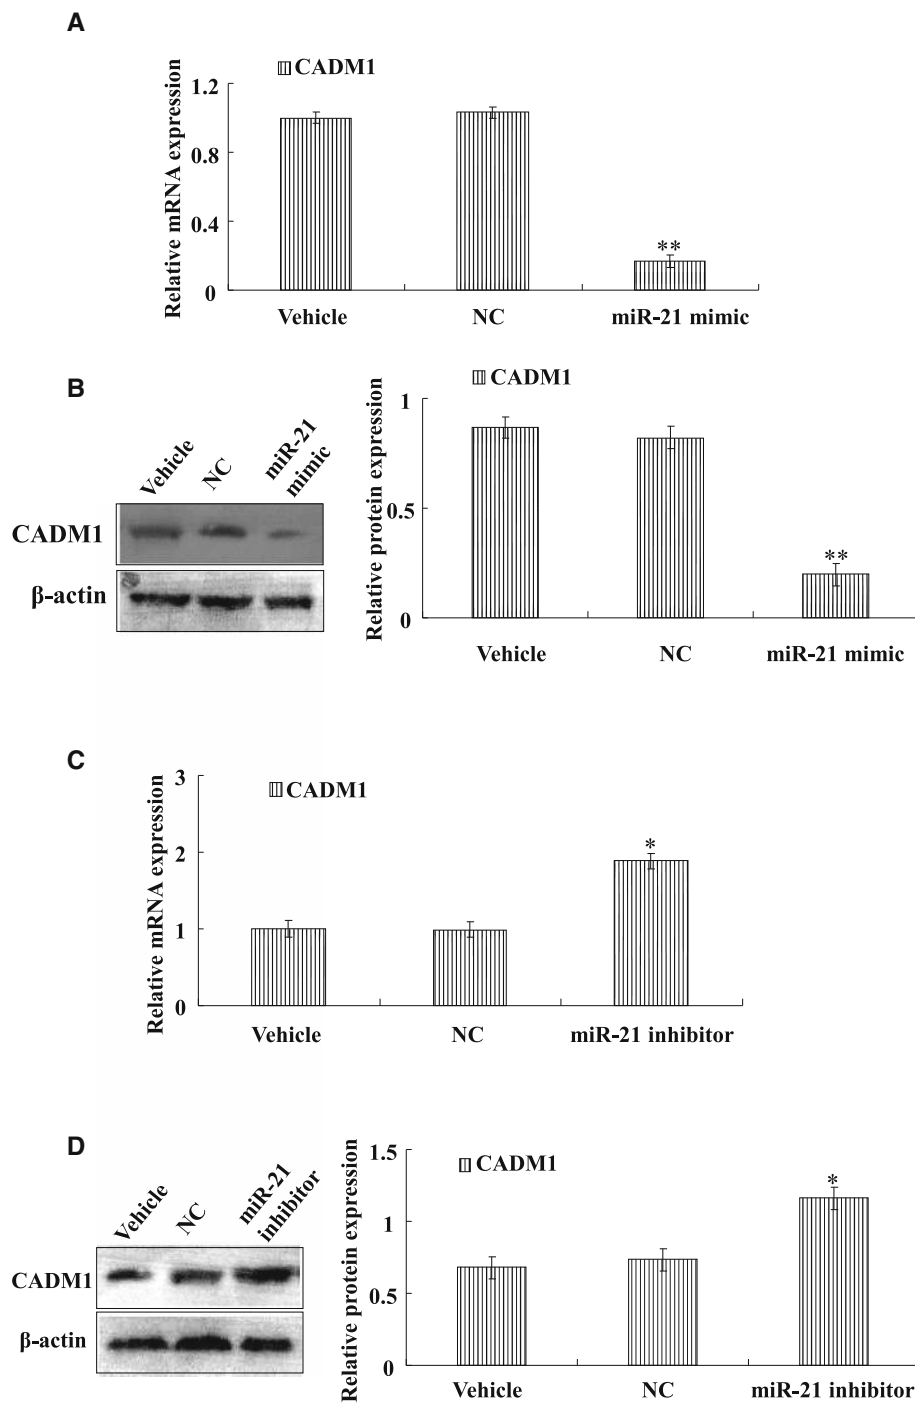 A
CADM1
Relative mRNA expression
1.2
0.8
0.4
0
**
Vehicle
NC
miR-21 mimic
B
Vehicle
NC
miR-21
mimic
CADM1
β-actin
CADM1
Relative protein expression
1
0.5
0
**
Vehicle
NC
miR-21 mimic
C
CADM1
Relative mRNA expression
3
2
1
0
*
Vehicle
NC
miR-21 inhibitor
D
Vehicle
NC
miR-21
inhibitor
CADM1
β-actin
CADM1
Relative protein expression
1.5
1
0.5
0
*
Vehicle
NC
miR-21 inhibitor